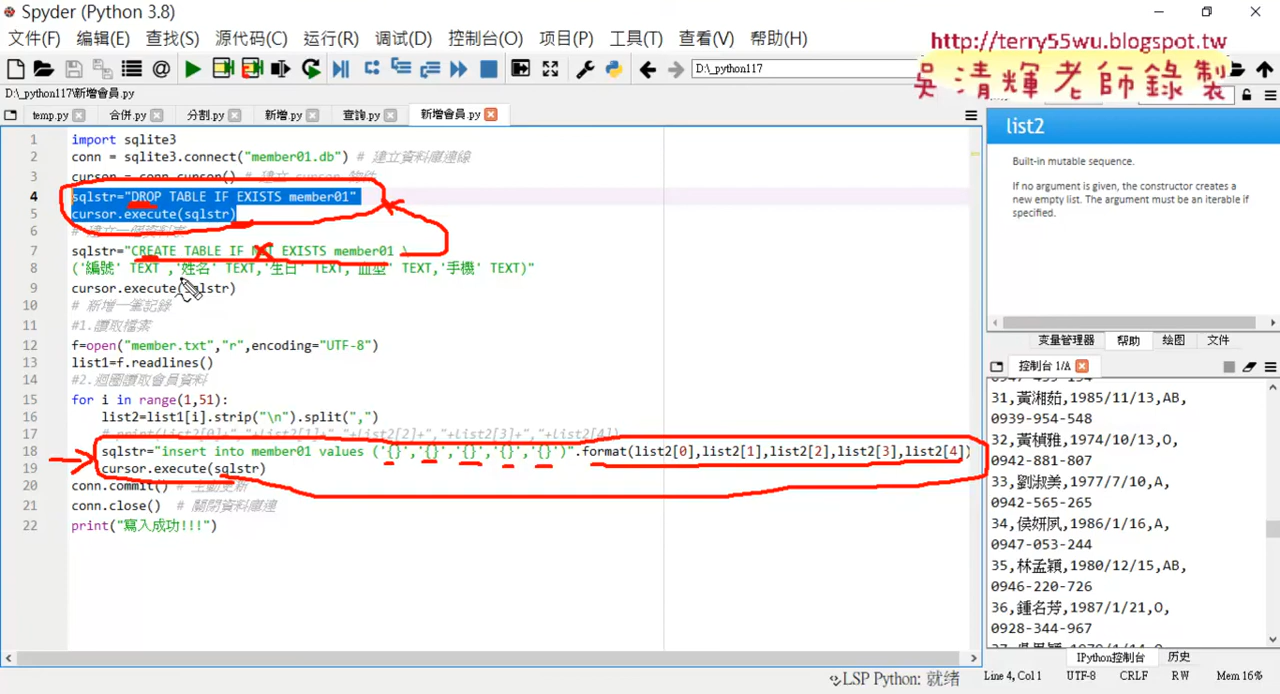 Spyder (Python 3.8)
文件(F) 编辑(E) 查找(S) 源代码(C) 运行(R) 调试(D) 控制台(O) 项目(P) 工具(T) 查看(V) 帮助(H)
http://terry55wu.blogspot.tw
吳清輝老師錄製
D:\_python117
D:\_python117\新增會員.py
temp.py 合併.py 分割.py 新增.py 查詢.py 新增會員.py
1 import sqlite3
2 conn = sqlite3.connect("member01.db") # 建立資料庫連線
3 cursor = conn.cursor() # 建立 cursor 物件
4 sqlstr="DROP TABLE IF EXISTS member01"
5 cursor.execute(sqlstr)
6 # 建立一個資料表
7 sqlstr="CREATE TABLE IF NOT EXISTS member01 \
8 ('編號' TEXT ,'姓名' TEXT,'生日' TEXT,'血型' TEXT,'手機' TEXT)"
9 cursor.execute(sqlstr)
10 # 新增一筆記錄
11 #1.讀取檔案
12 f=open("member.txt","r",encoding="UTF-8")
13 list1=f.readlines()
14 #2.迴圈讀取會員資料
15 for i in range(1,51):
16 list2=list1[i].strip("\n").split(",")
17 # print(list2[0]+","+list2[1]+","+list2[2]+","+list2[3]+","+list2[4])
18 sqlstr="insert into member01 values ('{}','{}','{}','{}','{}')".format(list2[0],list2[1],list2[2],list2[3],list2[4])
19 cursor.execute(sqlstr)
20 conn.commit() # 主動更新
21 conn.close() # 關閉資料庫連
22 print("寫入成功!!!")
list2
Built-in mutable sequence.
If no argument is given, the constructor creates a
new empty list. The argument must be an iterable if
specified.
变量管理器 帮助 绘图 文件
控制台 1/A
31,黃湘茹,1985/11/13,AB,
0939-954-548
32,黃楨雅,1974/10/13,O,
0942-881-807
33,劉淑美,1977/7/10,A,
0942-565-265
34,侯妍夙,1986/1/16,A,
0947-053-244
35,林孟穎,1980/12/15,AB,
0946-220-726
36,鍾名芳,1987/1/21,O,
0928-344-967
IPython控制台 历史
LSP Python: 就绪 Line 4, Col 1 UTF-8 CRLF RW Mem 16%